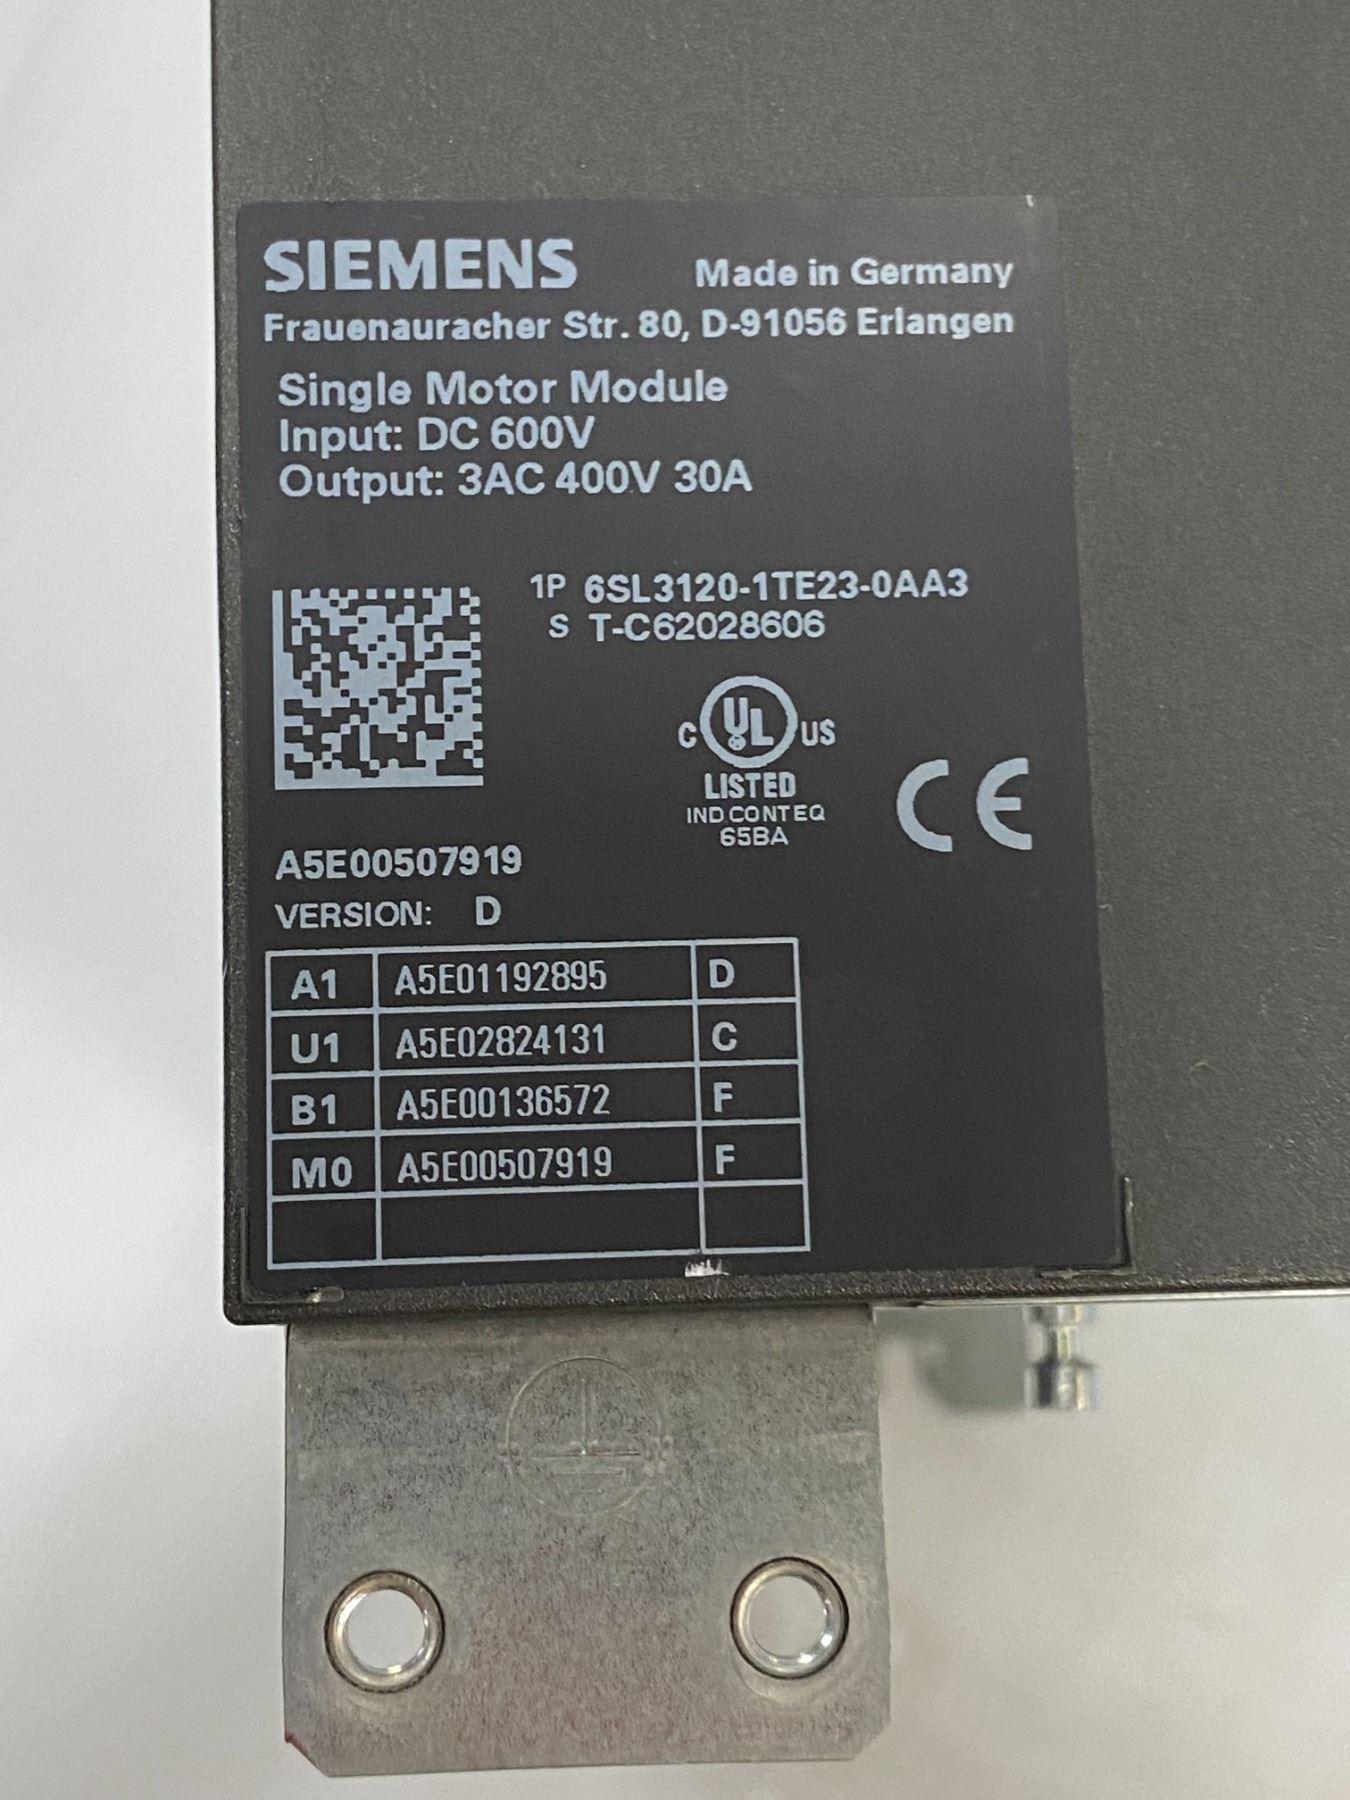 SIEMENS Made in Germany
Frauenauracher Str. 80, D-91056 Erlangen
Single Motor Module
Input: DC 600V
Output: 3AC 400V 30A
1P 6SL3120-1TE23-0AA3
S T-C62028606
C UL US
LISTED
IND CONT EQ
65BA
CE
A5E00507919
VERSION: D
A1 A5E01192895 D
U1 A5E02824131 C
B1 A5E00136572 F
M0 A5E00507919 F